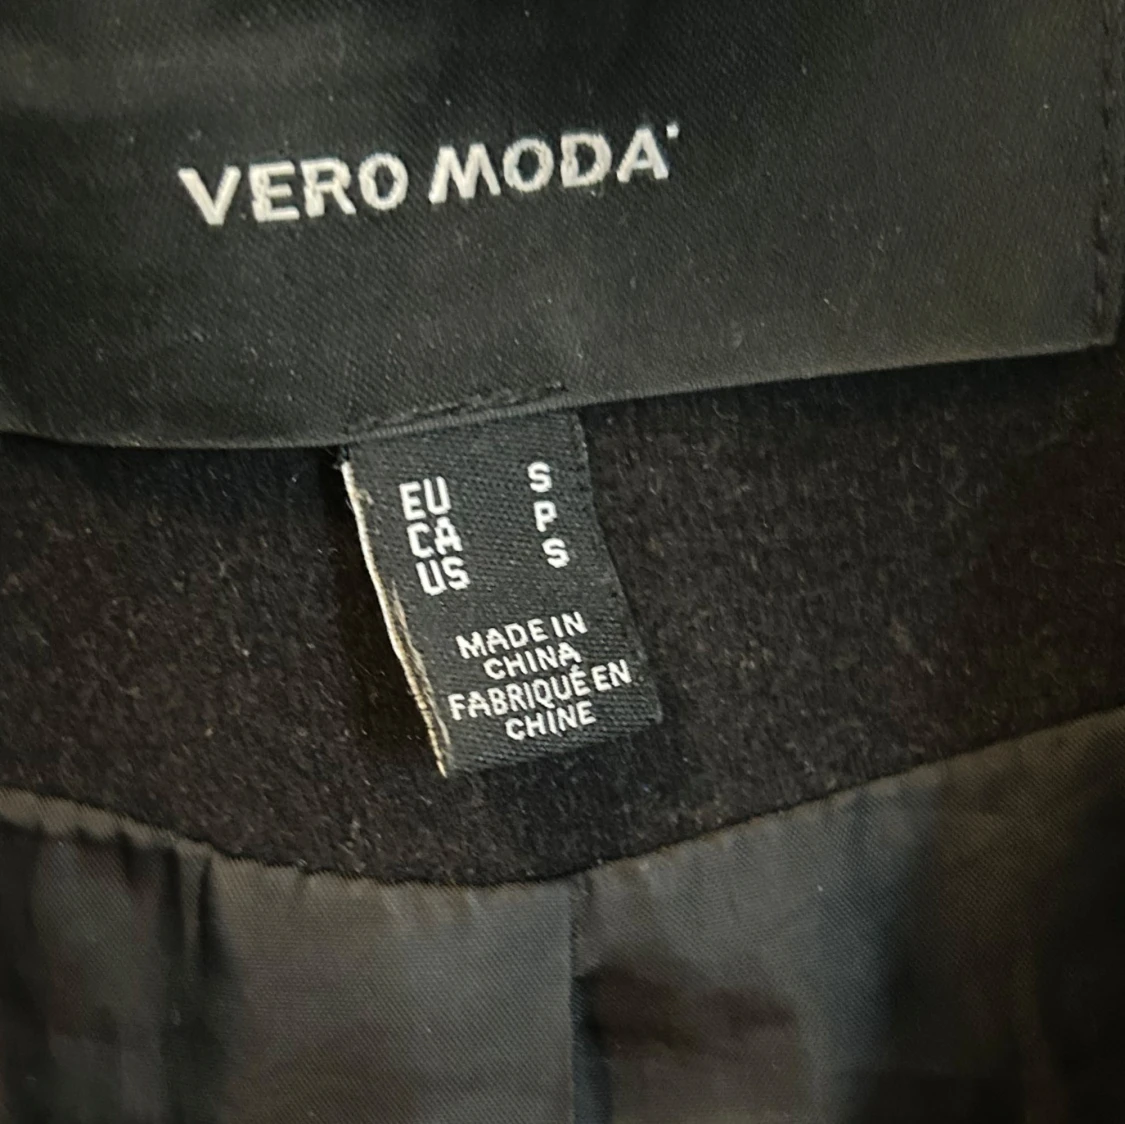 VERO MODA
EU S
CA P
US S
MADE IN
CHINA
FABRIQUÉ EN
CHINE